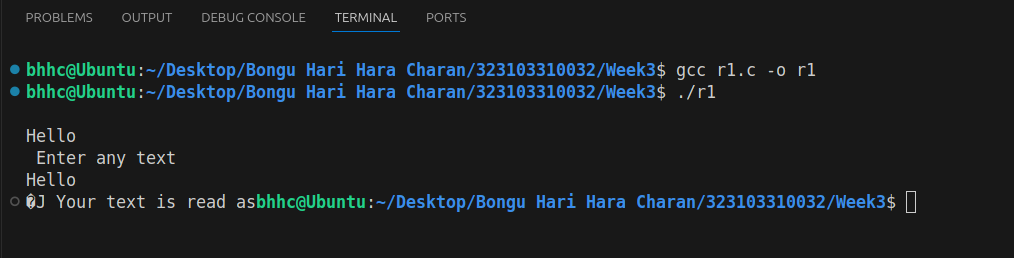 PROBLEMS OUTPUT DEBUG CONSOLE TERMINAL PORTS
bhhc@Ubuntu:~/Desktop/Bongu Hari Hara Charan/323103310032/Week3$ gcc r1.c -o r1
bhhc@Ubuntu:~/Desktop/Bongu Hari Hara Charan/323103310032/Week3$ ./r1
Hello
Enter any text
Hello
�J Your text is read asbhhc@Ubuntu:~/Desktop/Bongu Hari Hara Charan/323103310032/Week3$